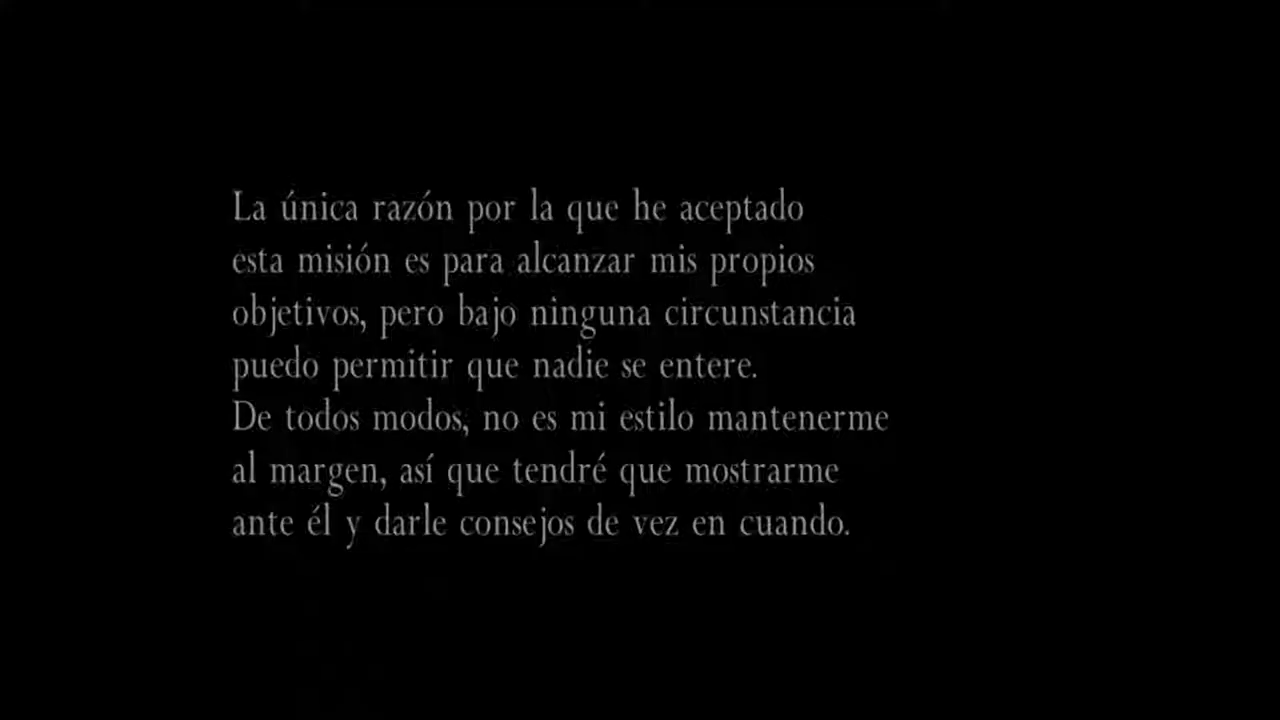 La única razón por la que he aceptado
esta misión es para alcanzar mis propios
objetivos, pero bajo ninguna circunstancia
puedo permitir que nadie se entere.
De todos modos, no es mi estilo mantenerme
al margen, así que tendré que mostrarme
ante él y darle consejos de vez en cuando.